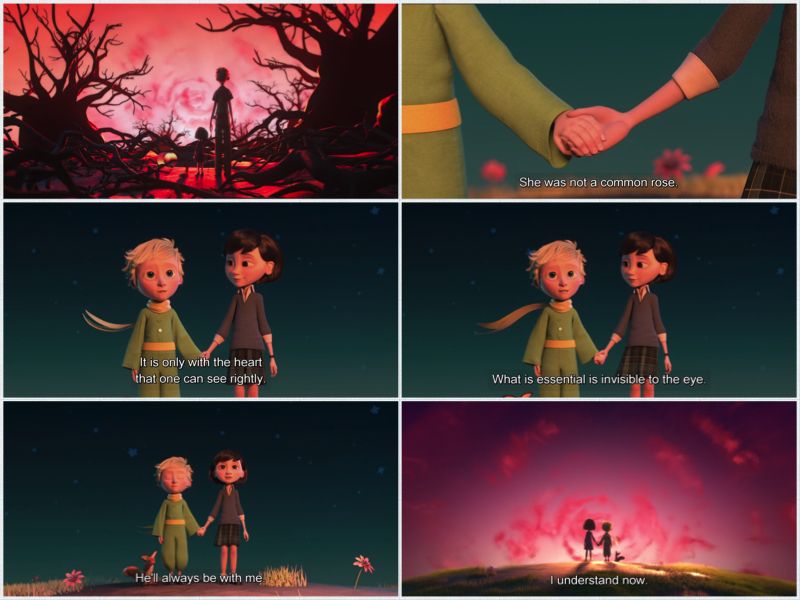 She was not a common rose.
It is only with the heart
that one can see rightly.
What is essential is invisible to the eye.
He'll always be with me
I understand now.